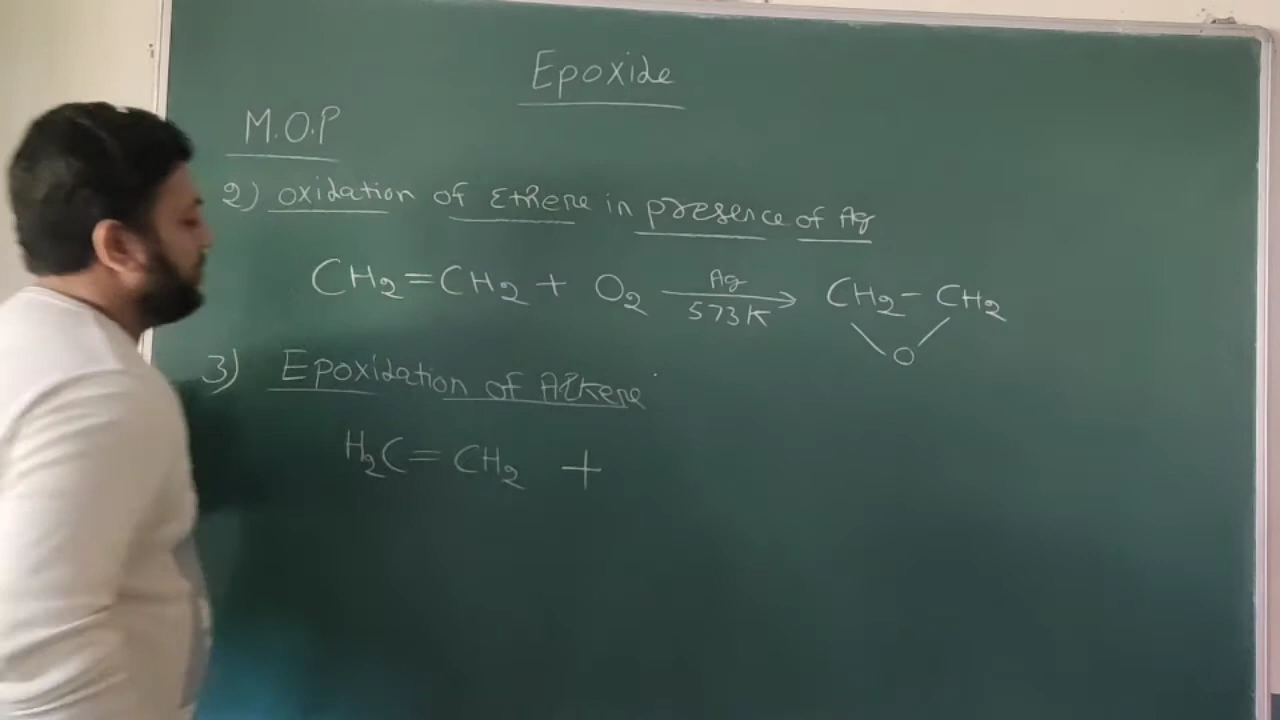 Epoxide
M.O.P
2) oxidation of Ethene in presence of Ag
CH2=CH2 + O2 Ag 573K → CH2-CH2
O
3) Epoxidation of Alkene
H2C=CH2 +